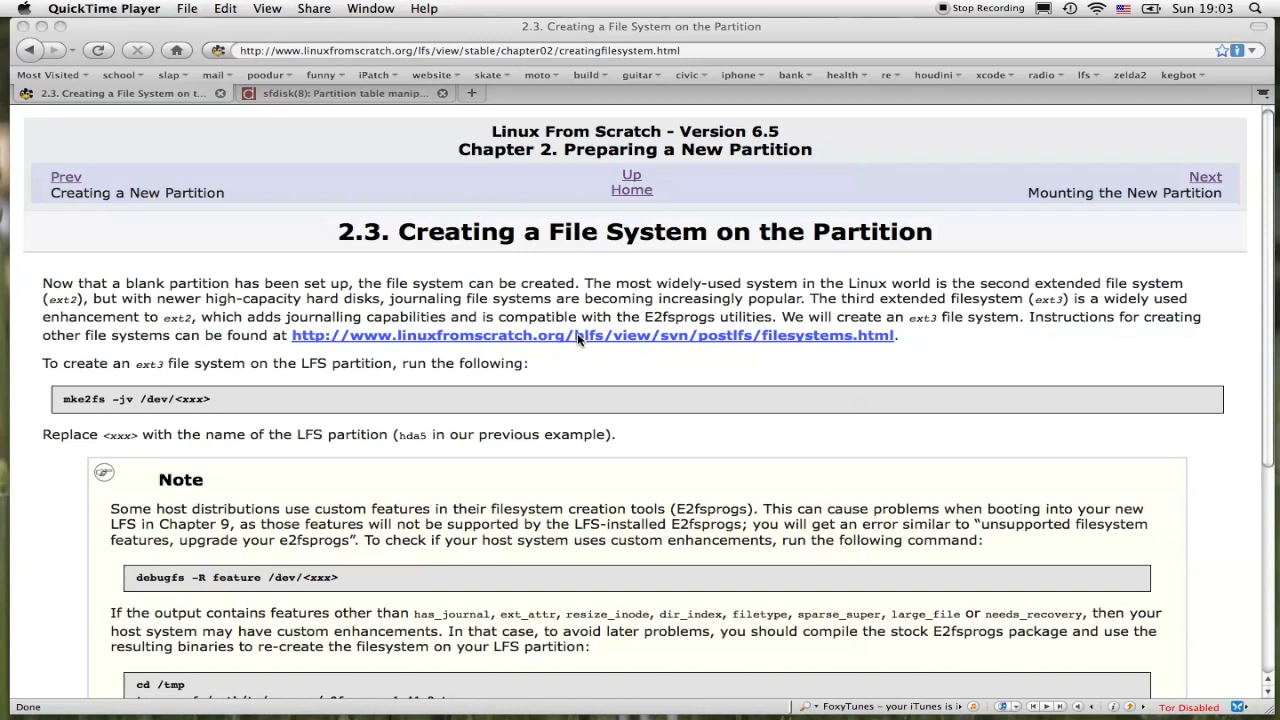 QuickTime Player File Edit View Share Window Help Stop Recording Sun 19:03
2.3. Creating a File System on the Partition
http://www.linuxfromscratch.org/lfs/view/stable/chapter02/creatingfilesystem.html
Most Visited school slap mail poodur funny iPatch website skate moto build guitar civic iphone bank health re houdini xcode radio lfs zelda2 kegbot
2.3. Creating a File System on t... sfdisk(8): Partition table manip...
Linux From Scratch - Version 6.5
Chapter 2. Preparing a New Partition
Prev Up Next
Creating a New Partition Home Mounting the New Partition
2.3. Creating a File System on the Partition
Now that a blank partition has been set up, the file system can be created. The most widely-used system in the Linux world is the second extended file system
(ext2), but with newer high-capacity hard disks, journaling file systems are becoming increasingly popular. The third extended filesystem (ext3) is a widely used
enhancement to ext2, which adds journalling capabilities and is compatible with the E2fsprogs utilities. We will create an ext3 file system. Instructions for creating
other file systems can be found at http://www.linuxfromscratch.org/blfs/view/svn/postlfs/filesystems.html.
To create an ext3 file system on the LFS partition, run the following:
mke2fs -jv /dev/<xxx>
Replace <xxx> with the name of the LFS partition (hda5 in our previous example).
Note
Some host distributions use custom features in their filesystem creation tools (E2fsprogs). This can cause problems when booting into your new
LFS in Chapter 9, as those features will not be supported by the LFS-installed E2fsprogs; you will get an error similar to “unsupported filesystem
features, upgrade your e2fsprogs”. To check if your host system uses custom enhancements, run the following command:
debugfs -R feature /dev/<xxx>
If the output contains features other than has_journal, ext_attr, resize_inode, dir_index, filetype, sparse_super, large_file or needs_recovery, then your
host system may have custom enhancements. In that case, to avoid later problems, you should compile the stock E2fsprogs package and use the
resulting binaries to re-create the filesystem on your LFS partition:
cd /tmp
Done FoxyTunes - your iTunes is i Tor Disabled